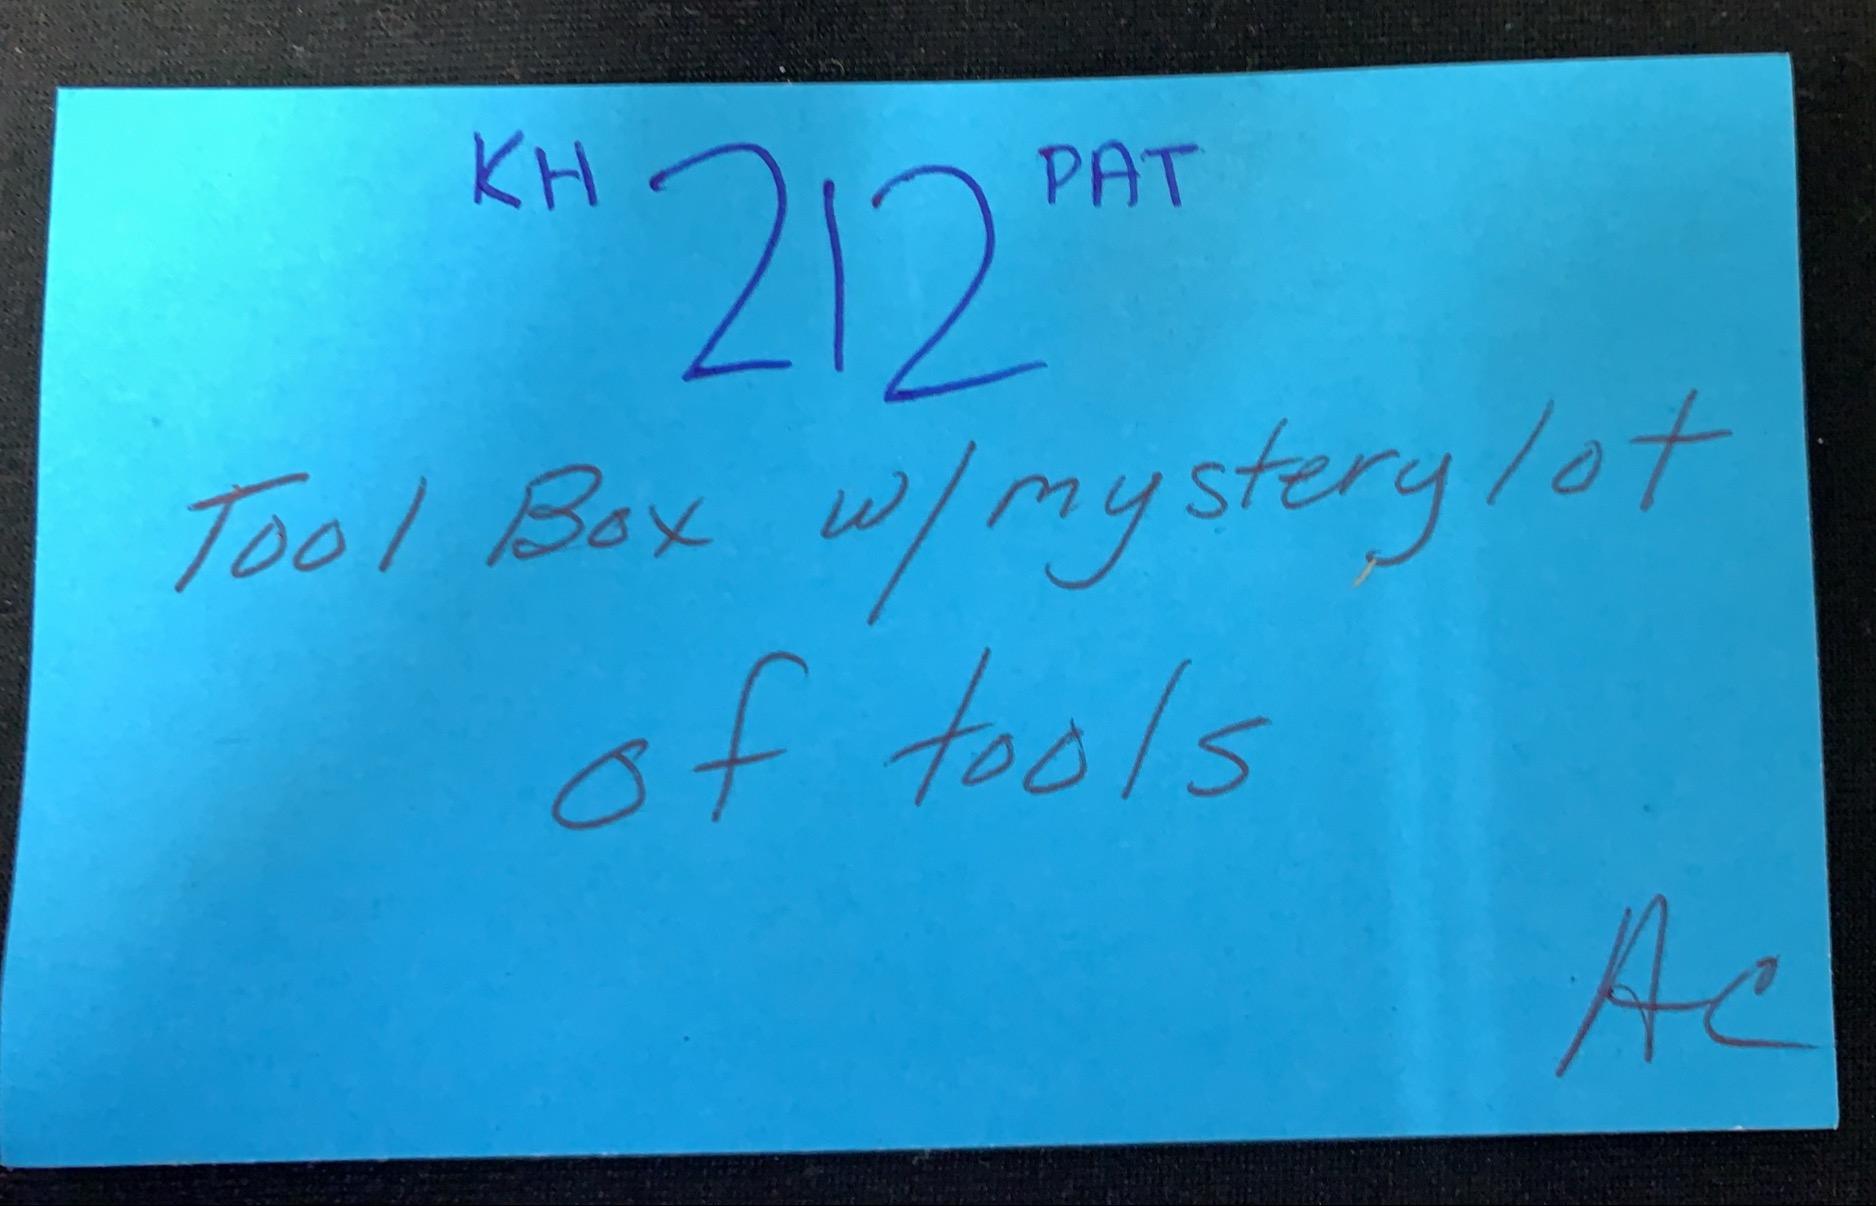 KH 212 PAT
Tool Box w/ mystery lot
of tools
AC